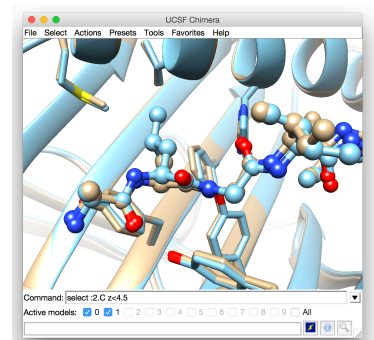 UCSF Chimera
File Select Actions Presets Tools Favorites Help
Command: select :2.C z<4.5
Active models: 0 1 2 3 4 5 6 7 8 9 All